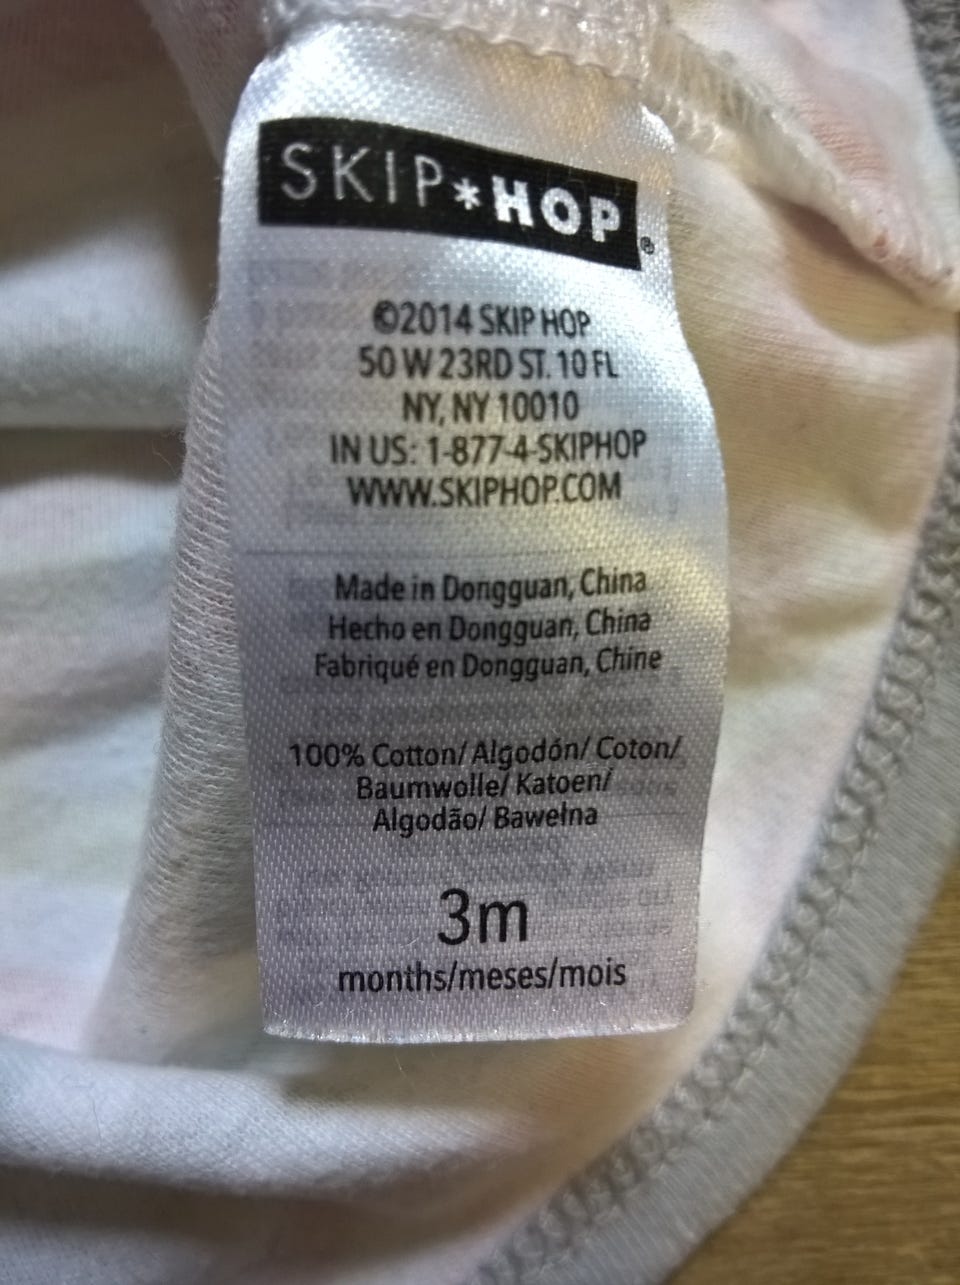 SKIP*HOP®
©2014 SKIP HOP
50 W 23RD ST. 10 FL
NY, NY 10010
IN US: 1-877-4-SKIPHOP
WWW.SKIPHOP.COM
Made in Dongguan, China
Hecho en Dongguan, China
Fabriqué en Dongguan, Chine
100% Cotton/ Algodón/ Coton/
Baumwolle/ Katoen/
Algodão/ Bawełna
3m
months/meses/mois